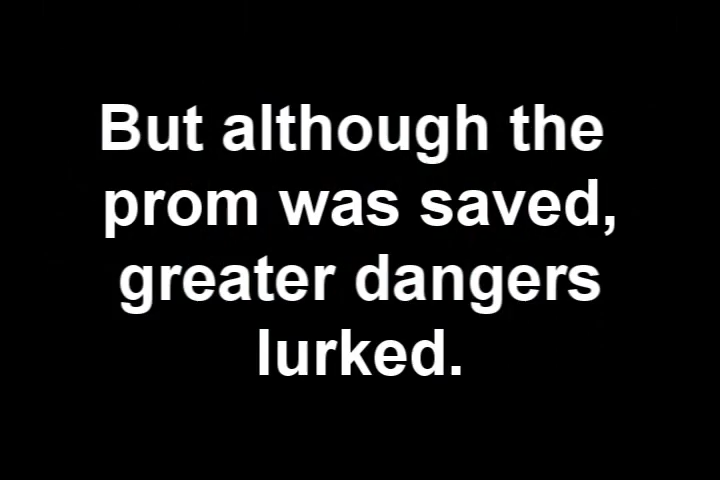 But although the
prom was saved,
greater dangers
lurked.